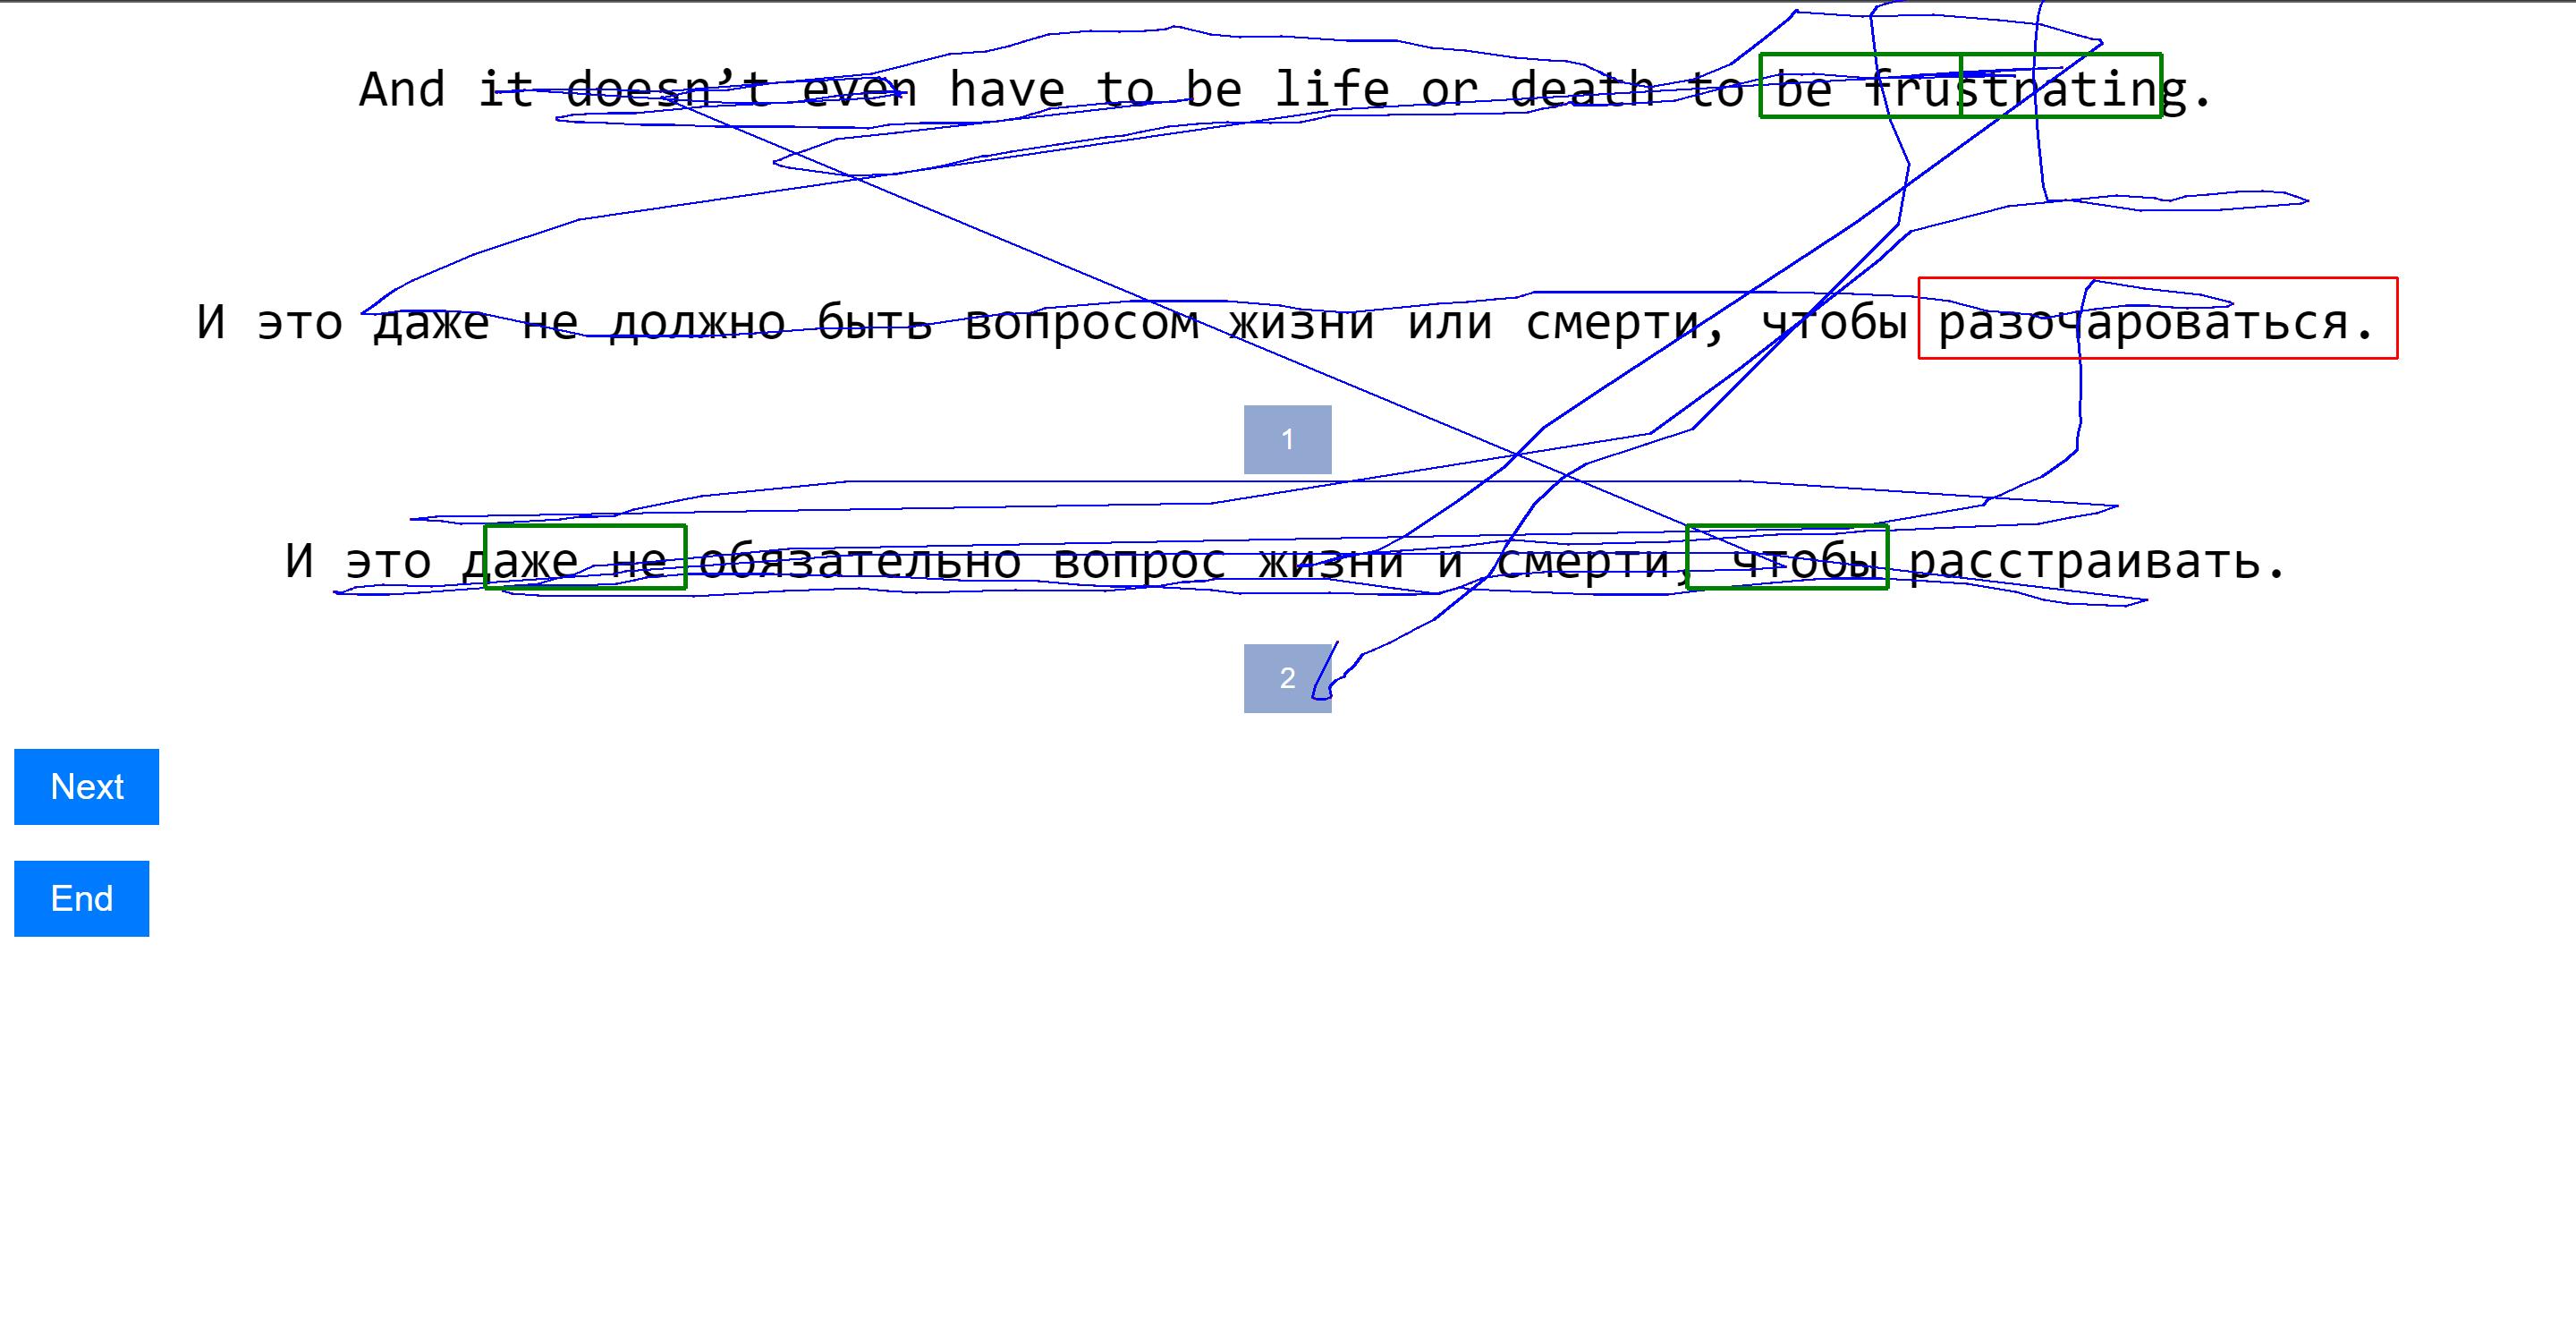 And it doesn’t even have to be life or death to be frustrating.
И это даже не должно быть вопросом жизни или смерти, чтобы разочароваться.
1
И это даже не обязательно вопрос жизни и смерти, чтобы расстраивать.
2
Next
End